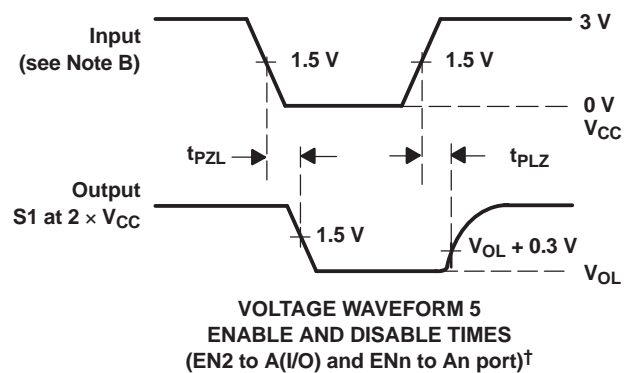 Input
(see Note B)
1.5 V
1.5 V
3 V
0 V
VCC
tPZL
tPLZ
Output
S1 at 2 × VCC
1.5 V
VOL + 0.3 V
VOL
VOLTAGE WAVEFORM 5
ENABLE AND DISABLE TIMES
(EN2 to A(I/O) and ENn to An port)†